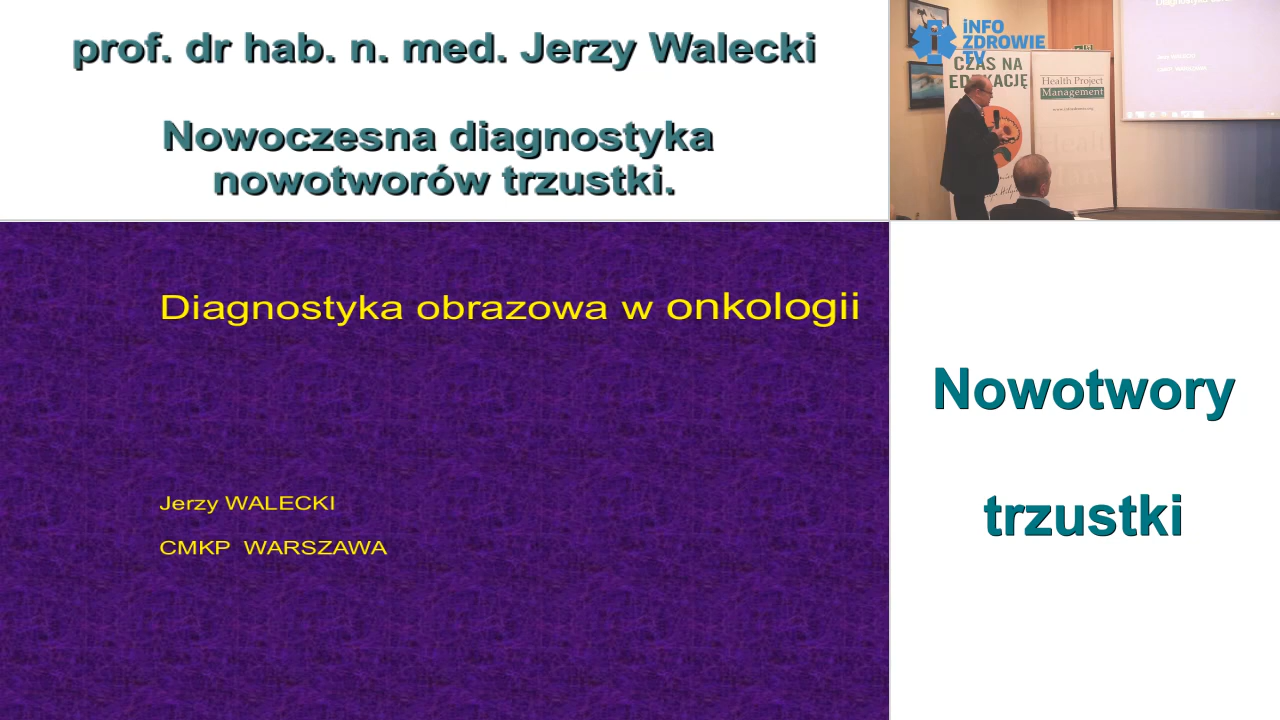 prof. dr hab. n. med. Jerzy Walecki
Nowoczesna diagnostyka
nowotworów trzustki.
iNFO
ZDROWIE
TV
CZAS NA
EDUKACJĘ
Health Project
Management
Diagnostyka obrazowa w onkologii
Jerzy WALECKI
CMKP WARSZAWA
Nowotwory
trzustki